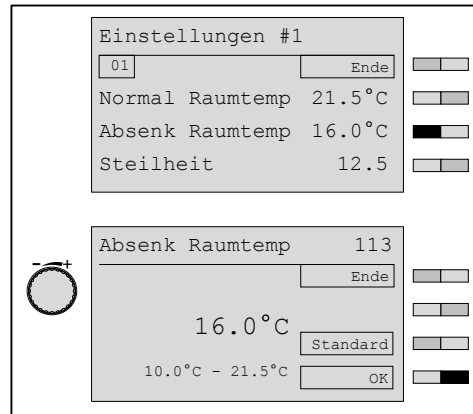 Einstellungen #1
01 Ende
Normal Raumtemp 21.5°C
Absenk Raumtemp 16.0°C
Steilheit 12.5
Absenk Raumtemp 113
Ende
- +
16.0°C
Standard
10.0°C - 21.5°C OK